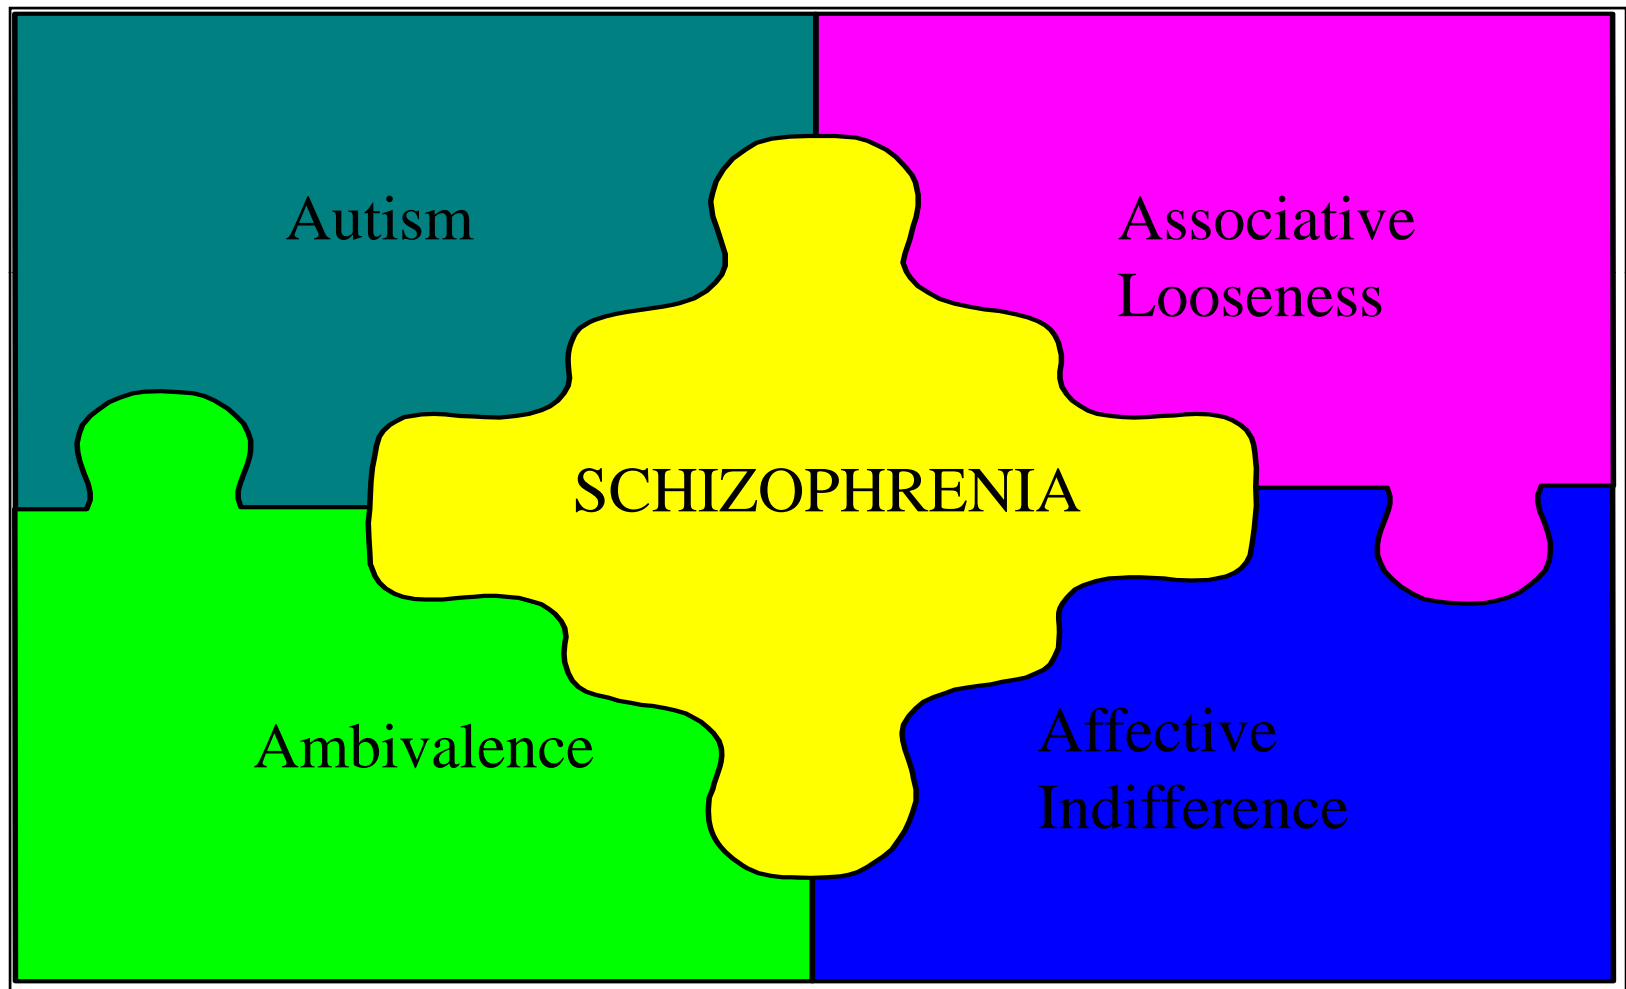 Autism
Associative
Looseness
SCHIZOPHRENIA
Ambivalence
Affective
Indifference